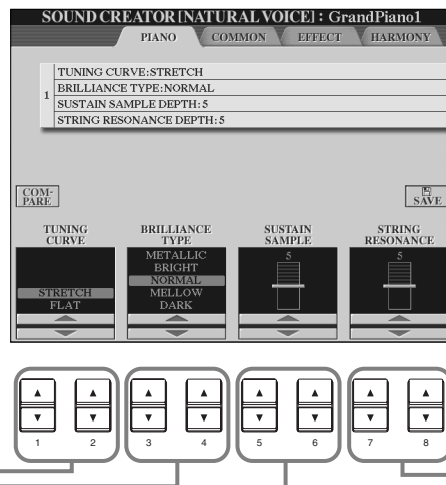 SOUND CREATOR [NATURAL VOICE] : GrandPiano1
PIANO COMMON EFFECT HARMONY
TUNING CURVE:STRETCH
1 BRILLIANCE TYPE:NORMAL
SUSTAIN SAMPLE DEPTH:5
STRING RESONANCE DEPTH:5
COM-
PARE
SAVE
TUNING
CURVE
BRILLIANCE
TYPE
SUSTAIN
SAMPLE
STRING
RESONANCE
STRETCH
FLAT
METALLIC
BRIGHT
NORMAL
MELLOW
DARK
5
5
1 2 3 4 5 6 7 8